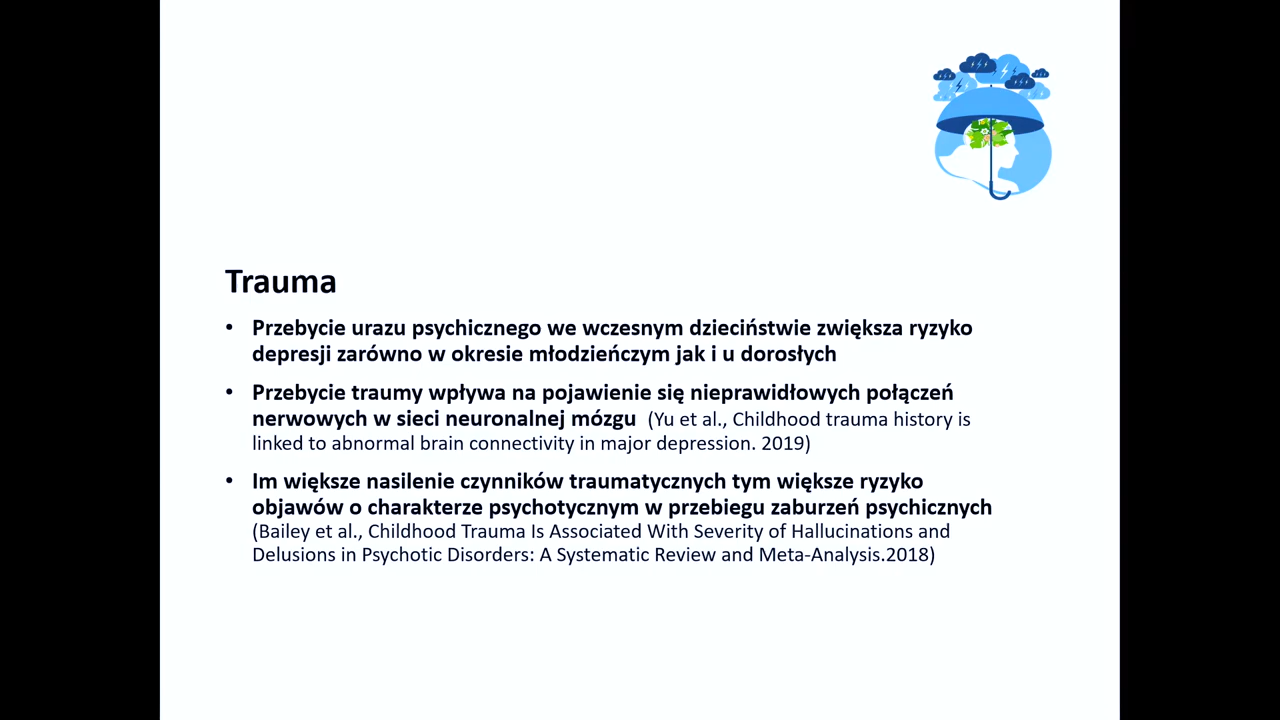 Trauma
• Przebycie urazu psychicznego we wczesnym dzieciństwie zwiększa ryzyko
depresji zarówno w okresie młodzieńczym jak i u dorosłych
• Przebycie traumy wpływa na pojawienie się nieprawidłowych połączeń
nerwowych w sieci neuronalnej mózgu (Yu et al., Childhood trauma history is
linked to abnormal brain connectivity in major depression. 2019)
• Im większe nasilenie czynników traumatycznych tym większe ryzyko
objawów o charakterze psychotycznym w przebiegu zaburzeń psychicznych
(Bailey et al., Childhood Trauma Is Associated With Severity of Hallucinations and
Delusions in Psychotic Disorders: A Systematic Review and Meta-Analysis.2018)